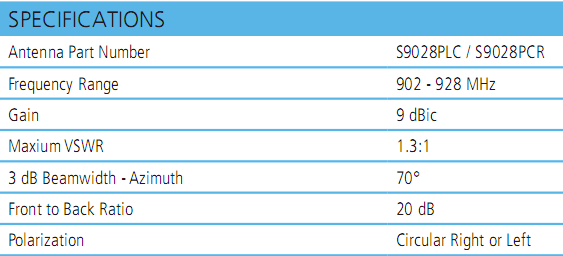 SPECIFICATIONS
Antenna Part Number S9028PLC / S9028PCR
Frequency Range 902 - 928 MHz
Gain 9 dBic
Maxium VSWR 1.3:1
3 dB Beamwidth - Azimuth 70°
Front to Back Ratio 20 dB
Polarization Circular Right or Left